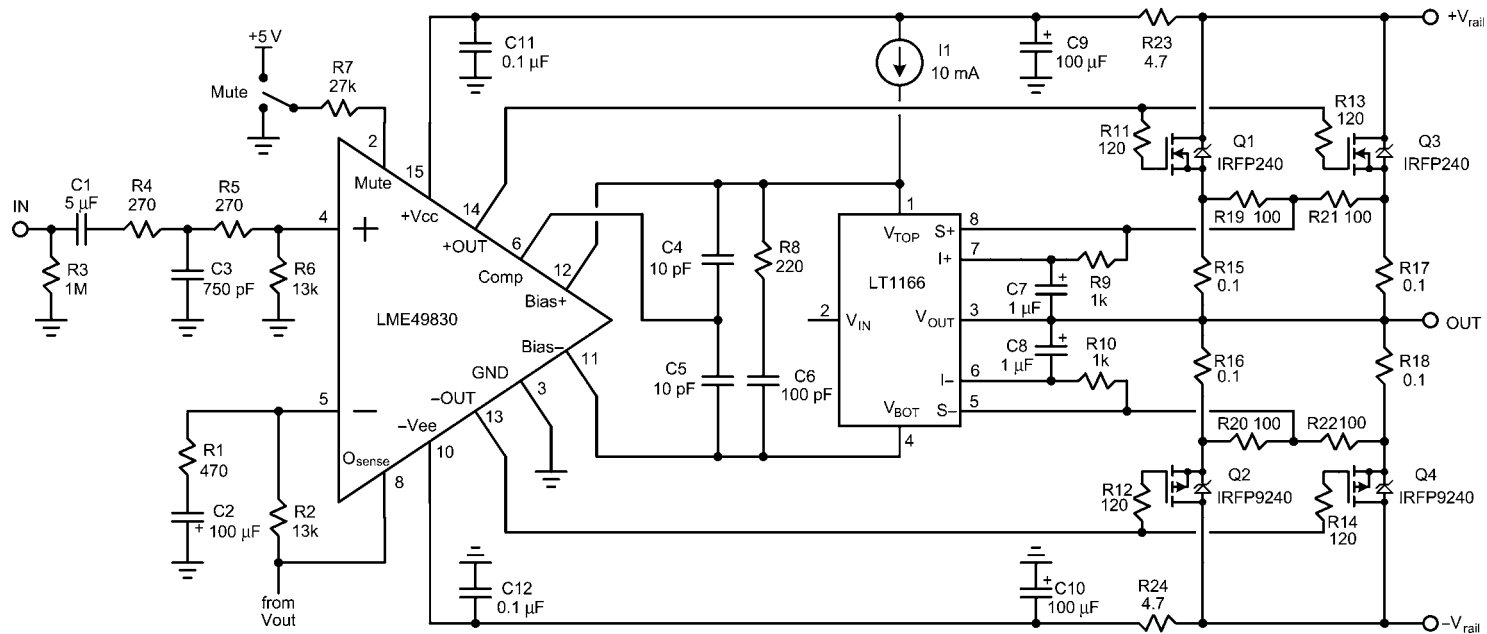 +5 V
Mute
R7
27k
C11
0.1 µF
I1
10 mA
+
C9
100 µF
R23
4.7
+Vrail
R11
120
R13
120
Q1
IRFP240
Q3
IRFP240
IN
C1
5 µF
R4
270
R5
270
R3
1M
C3
750 pF
R6
13k
2
Mute
15
+Vcc
14
+OUT
6
Comp
12
Bias+
4
+
LME49830
Bias–
11
GND
3
–OUT
13
–Vee
10
Osense
8
5
–
R1
470
C2
+
100 µF
R2
13k
from
Vout
C4
10 pF
R8
220
C5
10 pF
C6
100 pF
1
VTOP
S+
8
I+
7
LT1166
2
VIN
VOUT
3
I–
6
VBOT
S–
5
4
+
C7
1 µF
R9
1k
+
C8
1 µF
R10
1k
R19 100
R21 100
R15
0.1
R17
0.1
OUT
R16
0.1
R18
0.1
R20 100
R22100
R12
120
Q2
IRFP9240
R14
120
Q4
IRFP9240
C12
0.1 µF
+
C10
100 µF
R24
4.7
–Vrail